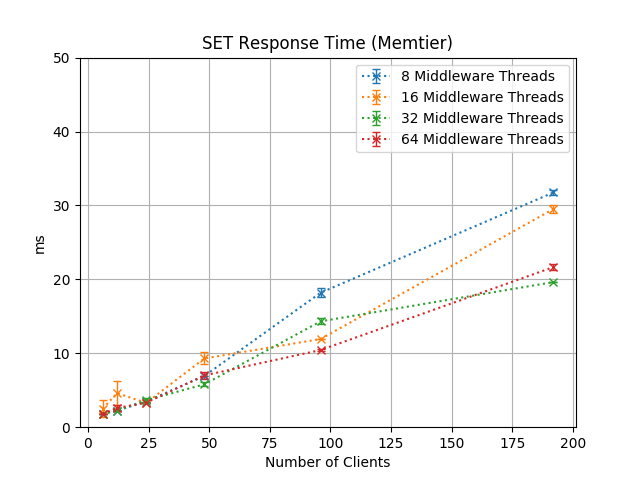 SET Response Time (Memtier)
50
40
30
20
10
0
ms
8 Middleware Threads
16 Middleware Threads
32 Middleware Threads
64 Middleware Threads
0 25 50 75 100 125 150 175 200
Number of Clients